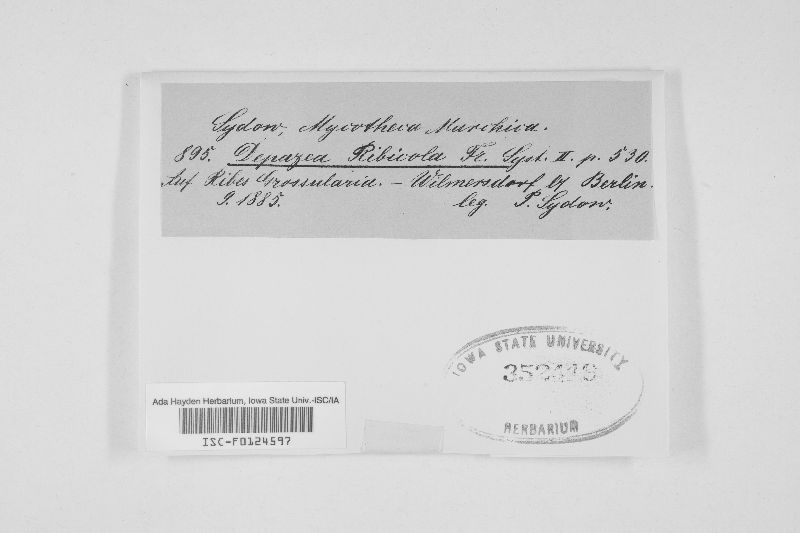 Sydow, Mycotheca Marchica.
895. Depazea Ribicola Fr. Syst. II. p. 530.
Auf Ribes Grossularia. – Wilmersdorf b/ Berlin.
9. 1885. leg. P. Sydow.
IOWA STATE UNIVERSITY
HERBARIUM
Ada Hayden Herbarium, Iowa State Univ.-ISC/IA
ISC-F0124597